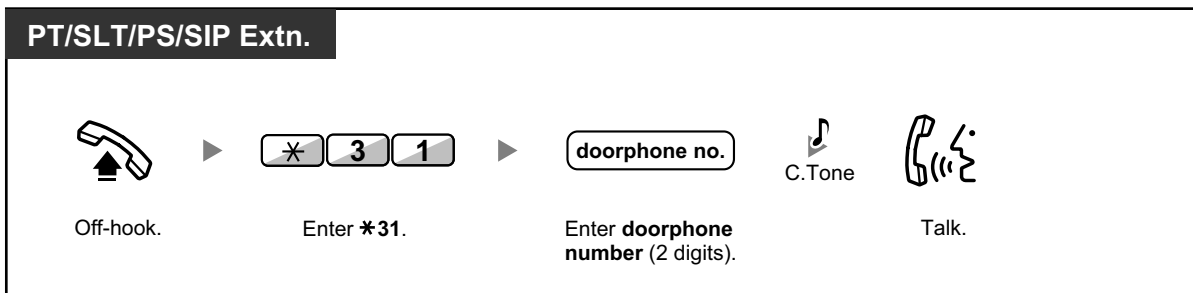 PT/SLT/PS/SIP Extn.
✳ 3 1
doorphone no.
C.Tone
Off-hook.
Enter ✳31.
Enter doorphone
number (2 digits).
Talk.